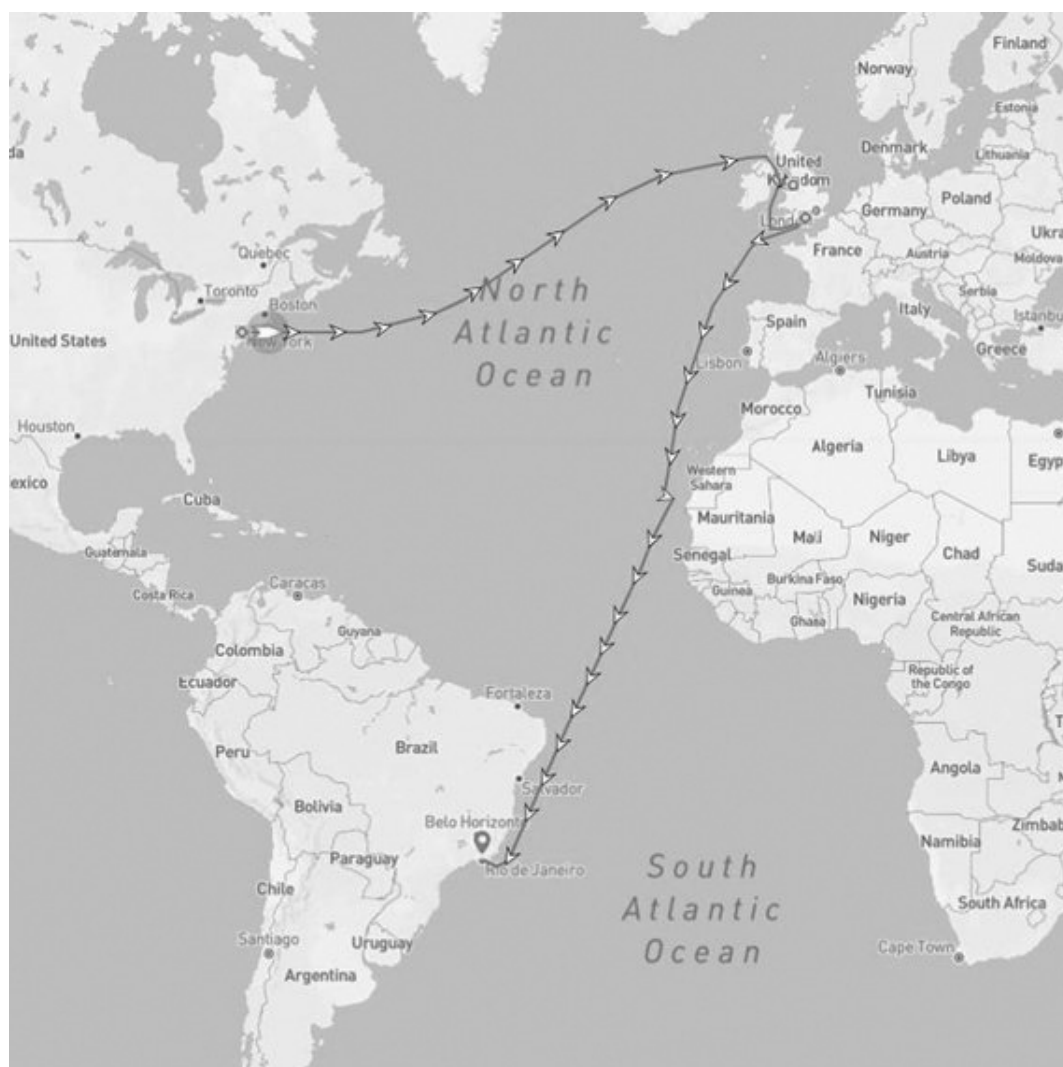 Finland
Norway
Estonia
United
Kingdom
Denmark
Lithuania
da
Poland
Germany
London
Ukra
Quebec
France
Austria
Moldova
Toronto
Boston
North
Atlantic
Ocean
Serbia
Italy
Istanbu
United States
New York
Spain
Greece
Lisbon
Algiers
Tunisia
Morocco
Houston
Algeria
Libya
Egyp
exico
Western
Sahara
Cuba
Mauritania
Mali
Niger
Chad
Guatemala
Senegal
Suda
Costa Rica
Caracas
Burkina Faso
Guinea
Nigeria
Ghana
Central African
Republic
Guyana
Colombia
Ecuador
Republic of
the Congo
Fortaleza
T
Peru
Brazil
Angola
Salvador
Bolivia
Belo Horizont
Zimbab
Namibia
Paraguay
Rio de Janeiro
Chile
South
Atlantic
Ocean
South Africa
Santiago
Uruguay
Cape Town
Argentina